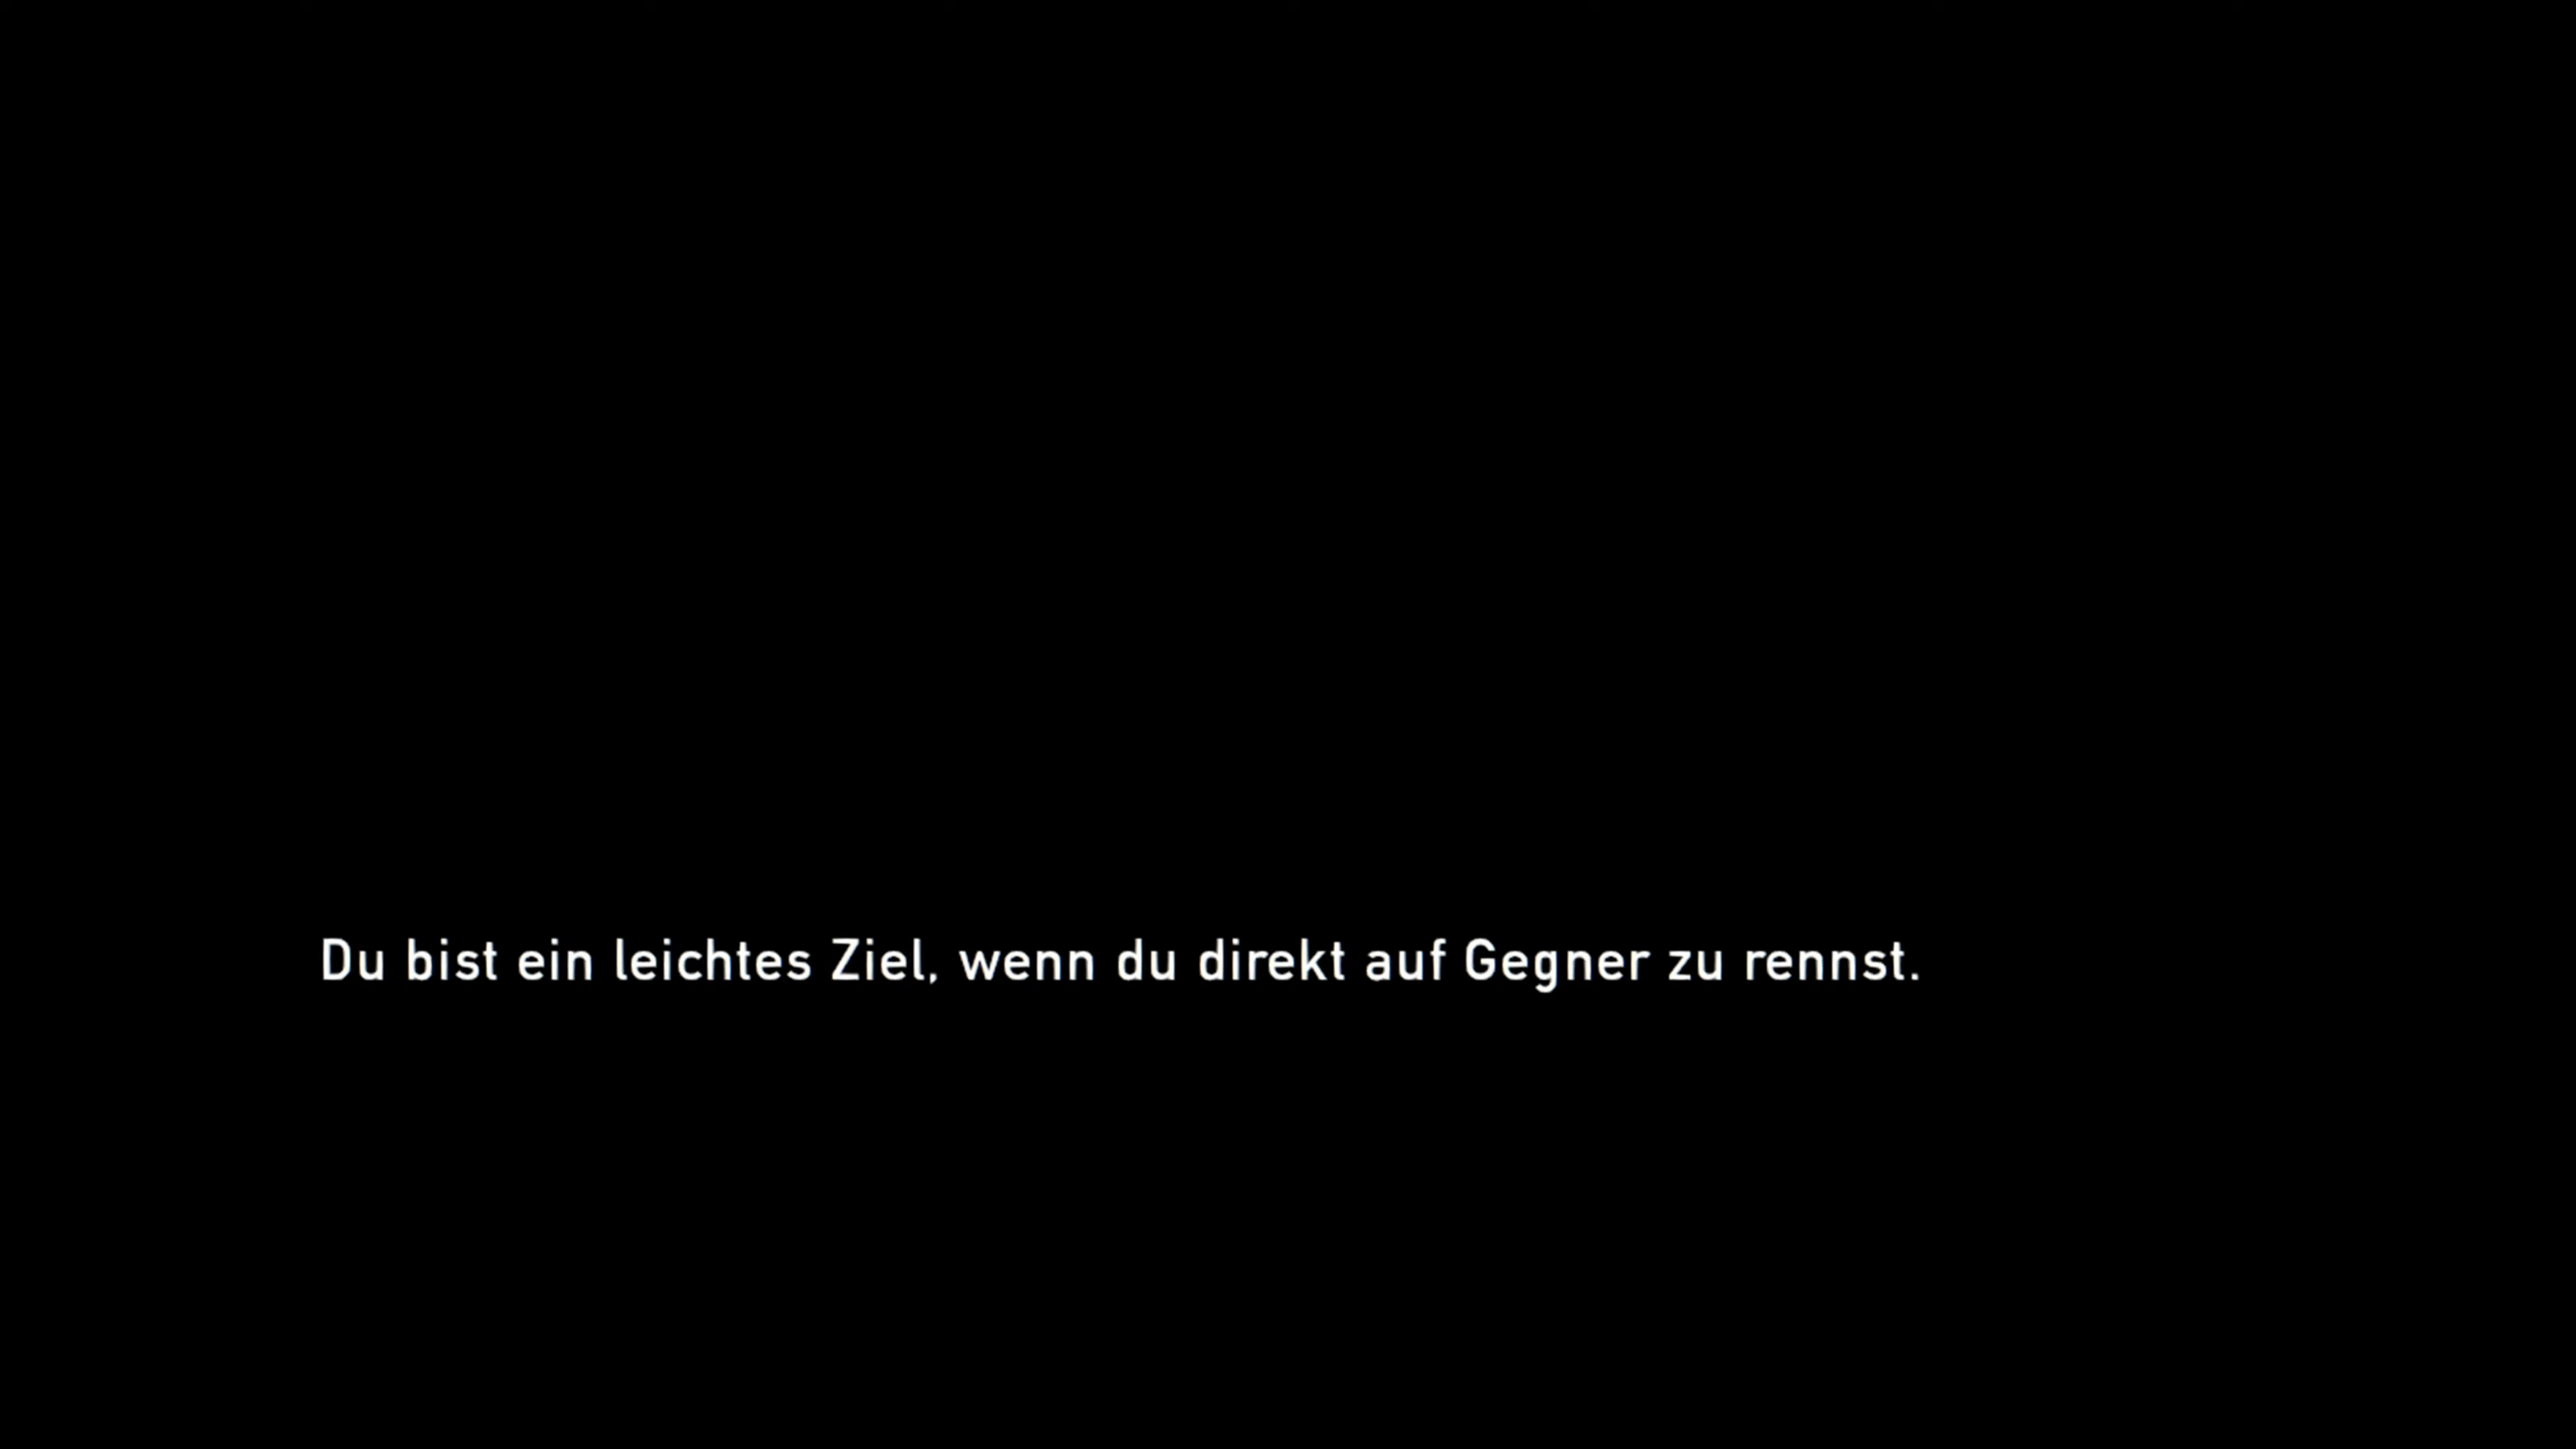 Du bist ein leichtes Ziel, wenn du direkt auf Gegner zu rennst.